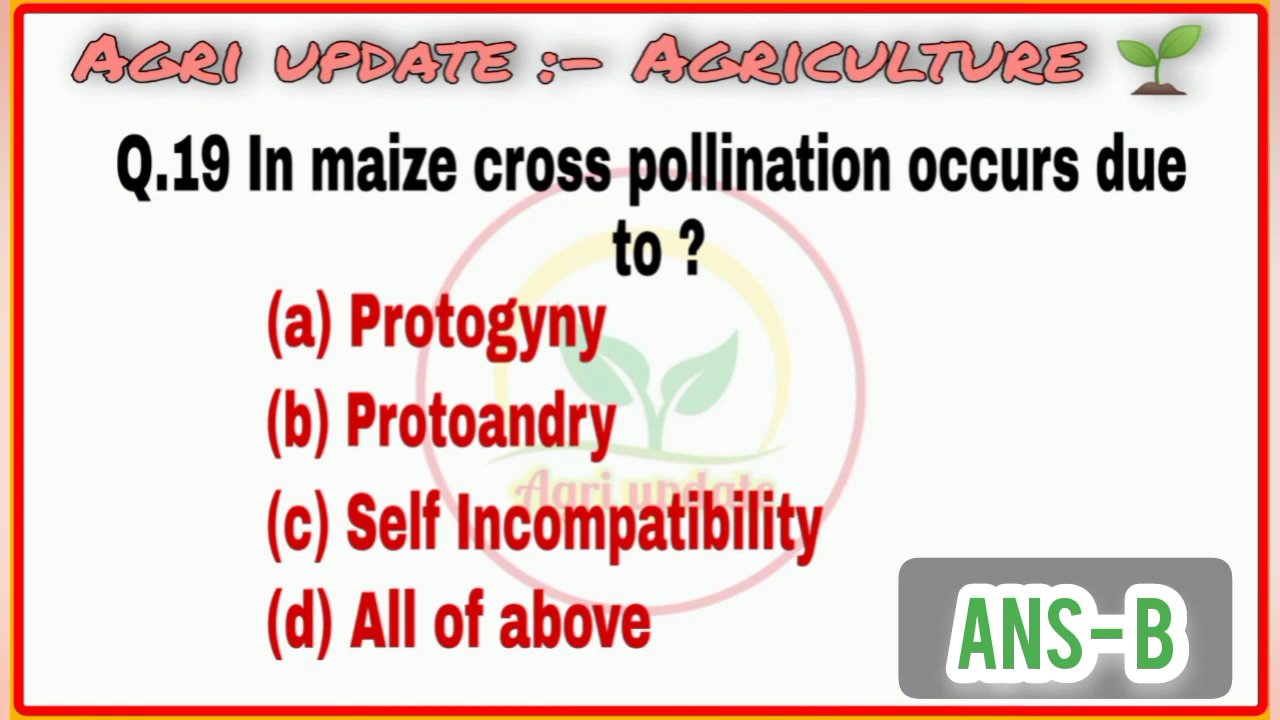 AGRI UPDATE :- AGRICULTURE
Q.19 In maize cross pollination occurs due
to ?
(a) Protogyny
(b) Protoandry
Agri update
(c) Self Incompatibility
(d) All of above
ANS-B